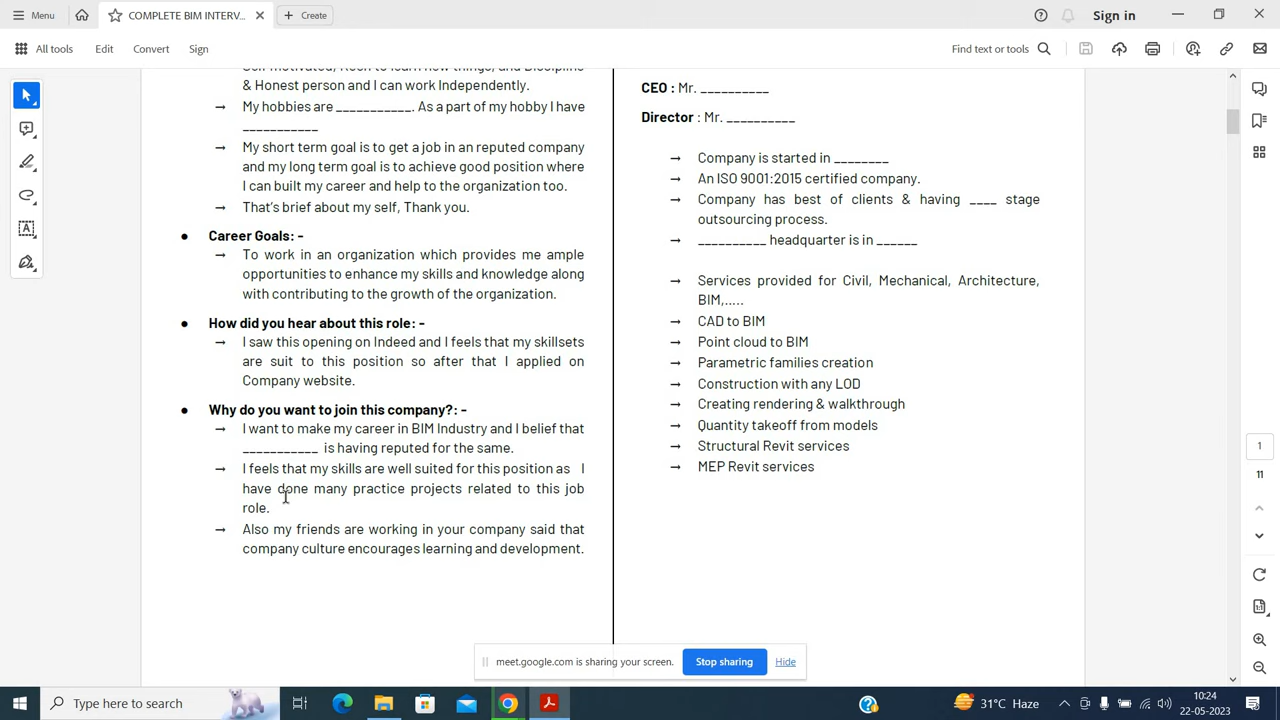 Menu
COMPLETE BIM INTERV...
Create
Sign in
All tools
Edit
Convert
Sign
Find text or tools
Self motivated, Keen to learn new things, and Discipline
& Honest person and I can work Independently.
→ My hobbies are ___________. As a part of my hobby I have
___________
→ My short term goal is to get a job in an reputed company
and my long term goal is to achieve good position where
I can built my career and help to the organization too.
→ That's brief about my self, Thank you.
● Career Goals: -
→ To work in an organization which provides me ample
opportunities to enhance my skills and knowledge along
with contributing to the growth of the organization.
● How did you hear about this role: -
→ I saw this opening on Indeed and I feels that my skillsets
are suit to this position so after that I applied on
Company website.
● Why do you want to join this company?: -
→ I want to make my career in BIM Industry and I belief that
___________ is having reputed for the same.
→ I feels that my skills are well suited for this position as I
have done many practice projects related to this job
role.
→ Also my friends are working in your company said that
company culture encourages learning and development.
CEO : Mr. __________
Director : Mr. __________
→ Company is started in ________
→ An ISO 9001:2015 certified company.
→ Company has best of clients & having ____ stage
outsourcing process.
→ __________ headquarter is in ______
→ Services provided for Civil, Mechanical, Architecture,
BIM,.....
→ CAD to BIM
→ Point cloud to BIM
→ Parametric families creation
→ Construction with any LOD
→ Creating rendering & walkthrough
→ Quantity takeoff from models
→ Structural Revit services
→ MEP Revit services
1
11
meet.google.com is sharing your screen.
Stop sharing
Hide
Type here to search
31°C Haze
10:24
22-05-2023